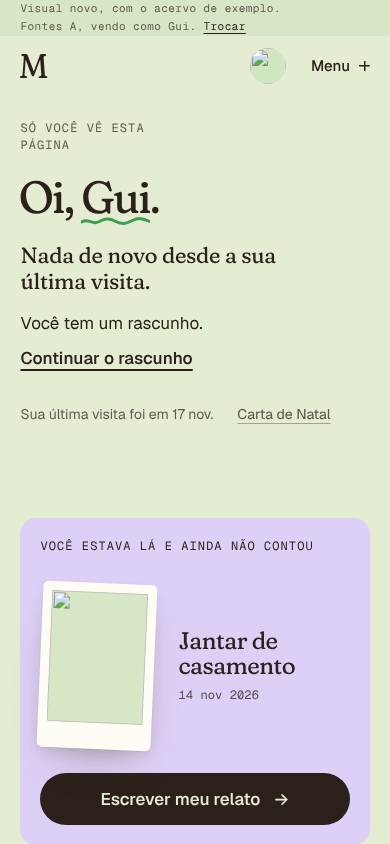 Visual novo, com o acervo de exemplo.
Fontes A, vendo como Gui. Trocar
M
Menu +
SÓ VOCÊ VÊ ESTA
PÁGINA
Oi, Gui.
Nada de novo desde a sua
última visita.
Você tem um rascunho.
Continuar o rascunho
Sua última visita foi em 17 nov. Carta de Natal
VOCÊ ESTAVA LÁ E AINDA NÃO CONTOU
Jantar de
casamento
14 nov 2026
Escrever meu relato →